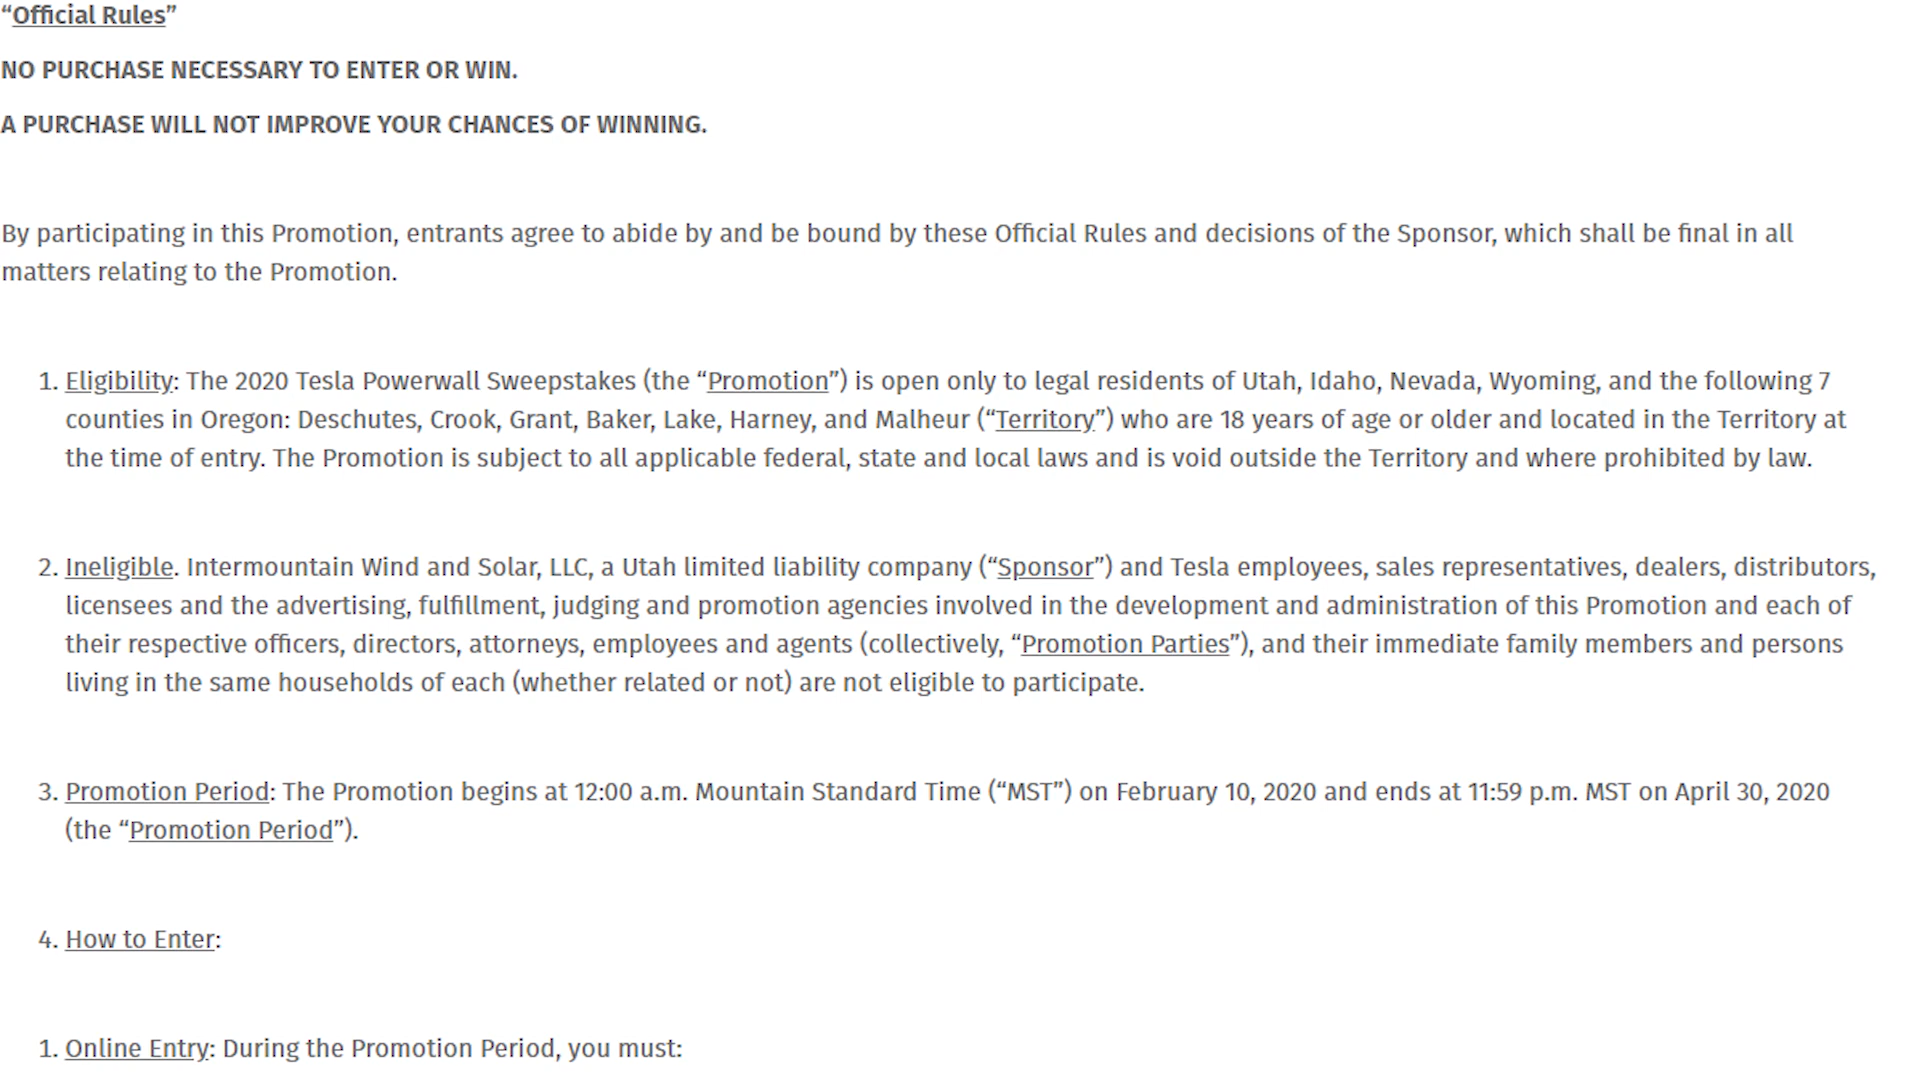 “Official Rules”
NO PURCHASE NECESSARY TO ENTER OR WIN.
A PURCHASE WILL NOT IMPROVE YOUR CHANCES OF WINNING.
By participating in this Promotion, entrants agree to abide by and be bound by these Official Rules and decisions of the Sponsor, which shall be final in all
matters relating to the Promotion.
1. Eligibility: The 2020 Tesla Powerwall Sweepstakes (the “Promotion”) is open only to legal residents of Utah, Idaho, Nevada, Wyoming, and the following 7
counties in Oregon: Deschutes, Crook, Grant, Baker, Lake, Harney, and Malheur (“Territory”) who are 18 years of age or older and located in the Territory at
the time of entry. The Promotion is subject to all applicable federal, state and local laws and is void outside the Territory and where prohibited by law.
2. Ineligible. Intermountain Wind and Solar, LLC, a Utah limited liability company (“Sponsor”) and Tesla employees, sales representatives, dealers, distributors,
licensees and the advertising, fulfillment, judging and promotion agencies involved in the development and administration of this Promotion and each of
their respective officers, directors, attorneys, employees and agents (collectively, “Promotion Parties”), and their immediate family members and persons
living in the same households of each (whether related or not) are not eligible to participate.
3. Promotion Period: The Promotion begins at 12:00 a.m. Mountain Standard Time (“MST”) on February 10, 2020 and ends at 11:59 p.m. MST on April 30, 2020
(the “Promotion Period”).
4. How to Enter:
1. Online Entry: During the Promotion Period, you must: